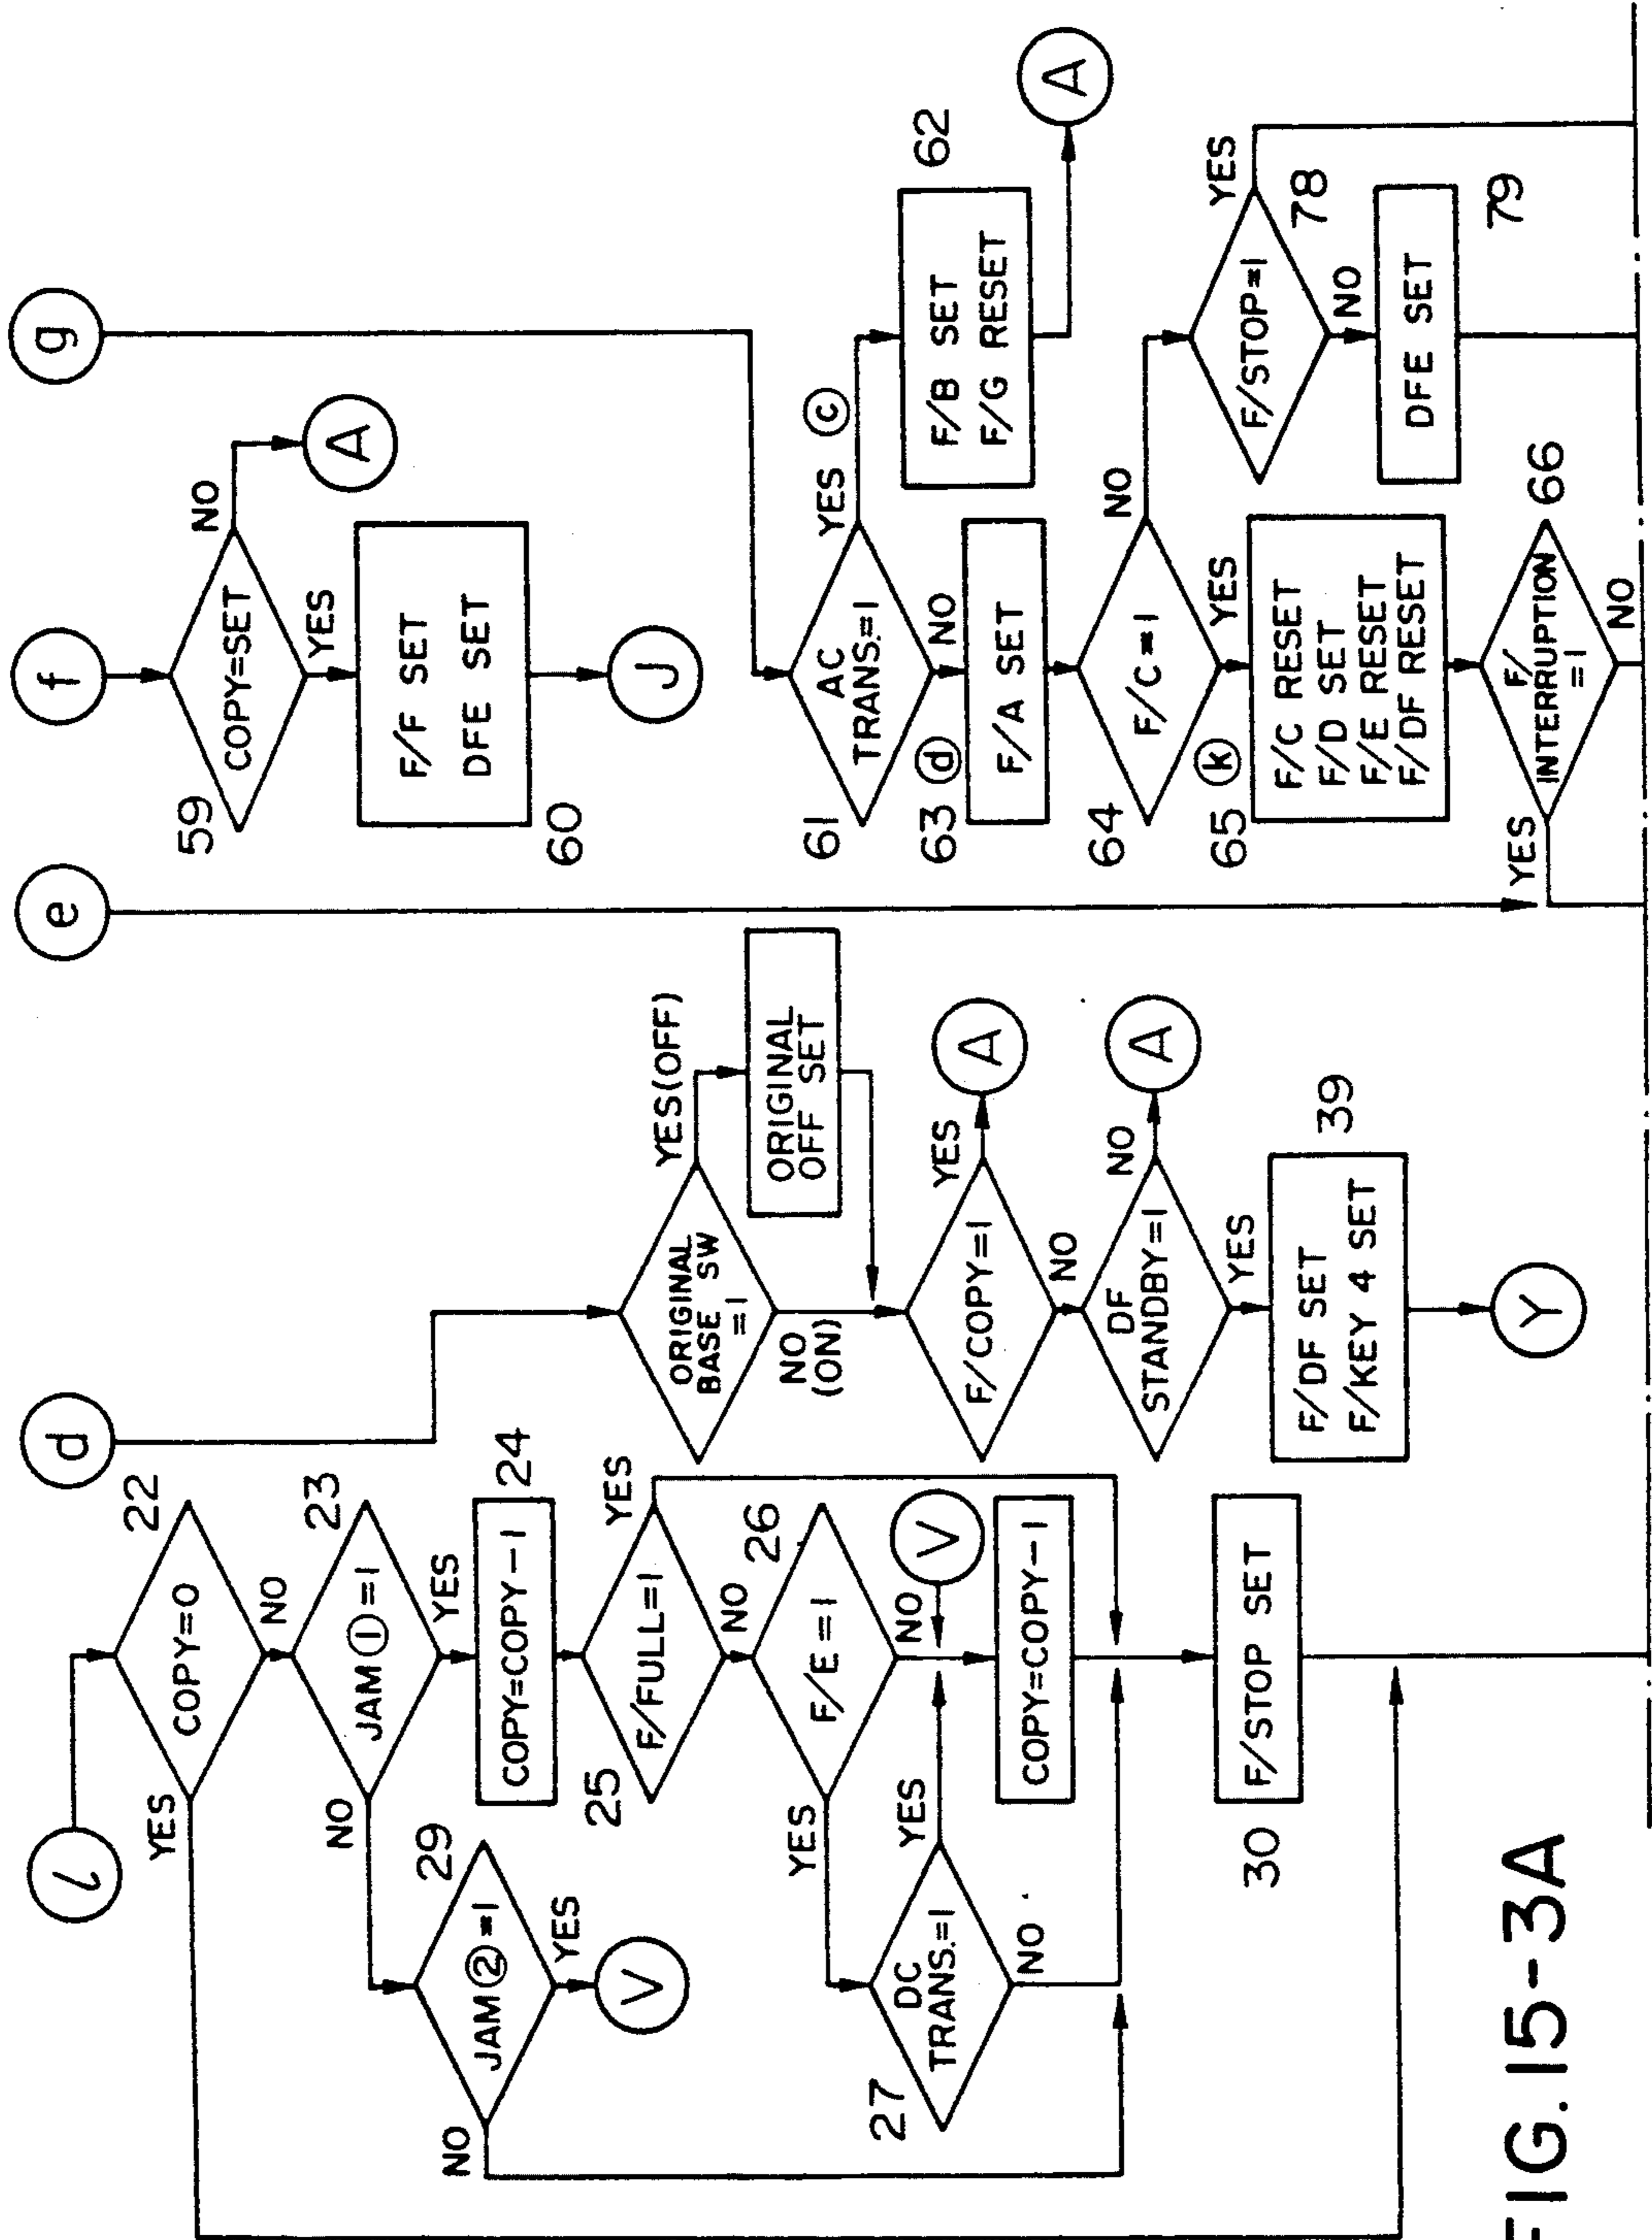 l
22
COPY=0
YES
NO
23
JAM①=1
NO
YES
29
JAM②=1
NO
YES
V
24
COPY=COPY-1
25
F/FULL=1
YES
NO
26
F/E=1
YES
NO
27
DC
TRANS.=1
YES
NO
V
COPY=COPY-1
30
F/STOP SET
d
ORIGINAL
BASE SW
=1
YES(OFF)
ORIGINAL
OFF SET
NO
(ON)
F/COPY=1
YES
A
NO
DF
STANDBY=1
NO
A
YES
F/DF SET
F/KEY 4 SET
39
Y
e
f
59
COPY=SET
NO
A
YES
F/F SET
DFE SET
60
J
g
61
AC
TRANS.=1
YES
c
F/B SET
F/G RESET
62
A
NO
63
d
F/A SET
64
F/C=1
NO
YES
65
k
F/C RESET
F/D SET
F/E RESET
F/DF RESET
F/STOP=1
YES
78
NO
DFE SET
79
F/
INTERRUPTION
=1
66
YES
NO
FIG. 15-3A